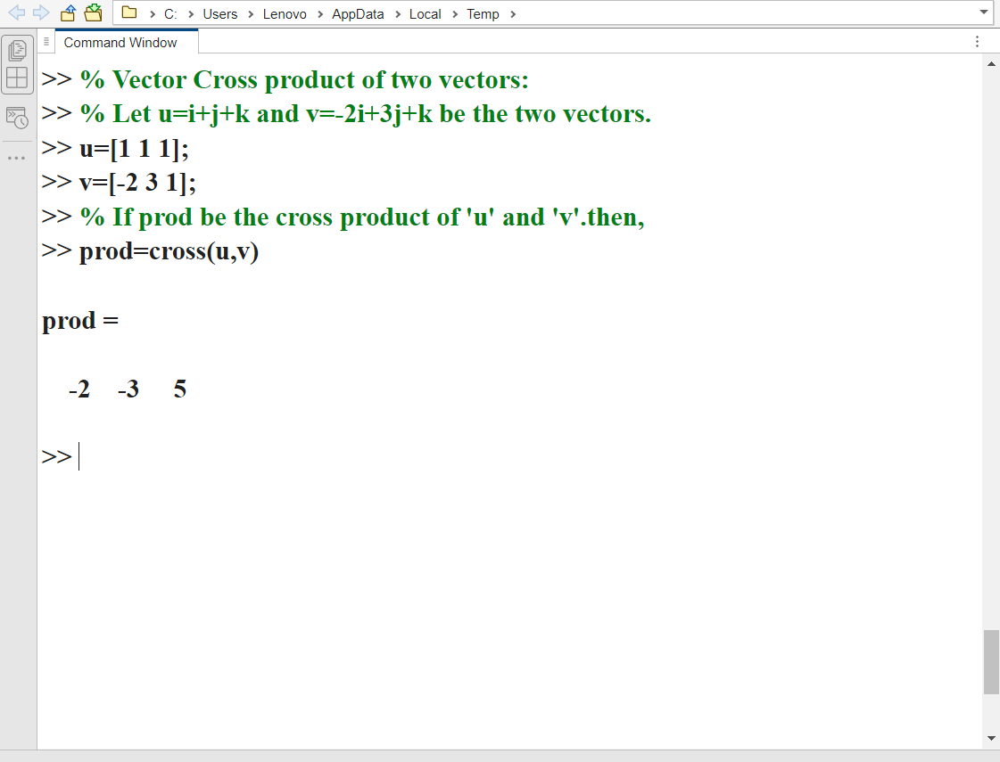 C: Users Lenovo AppData Local Temp
Command Window
>> % Vector Cross product of two vectors:
>> % Let u=i+j+k and v=-2i+3j+k be the two vectors.
>> u=[1 1 1];
>> v=[-2 3 1];
>> % If prod be the cross product of 'u' and 'v'.then,
>> prod=cross(u,v)
prod =
-2 -3 5
>>